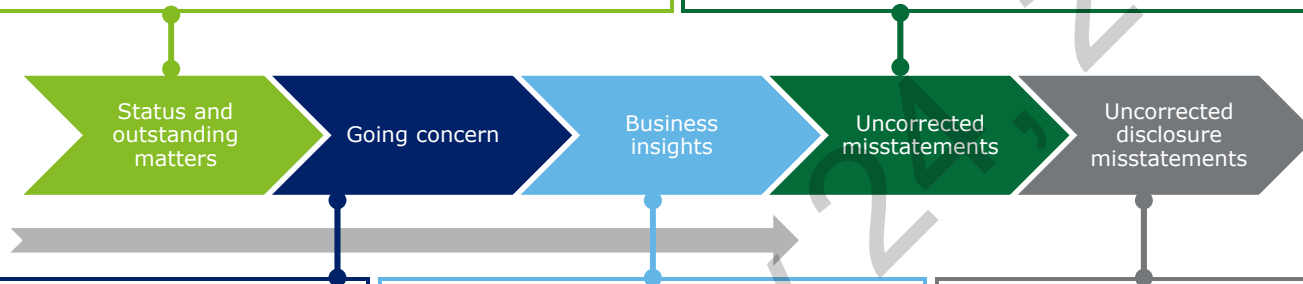 Status and
outstanding
matters
Going concern
Business
insights
Uncorrected
misstatements
Uncorrected
disclosure
misstatements